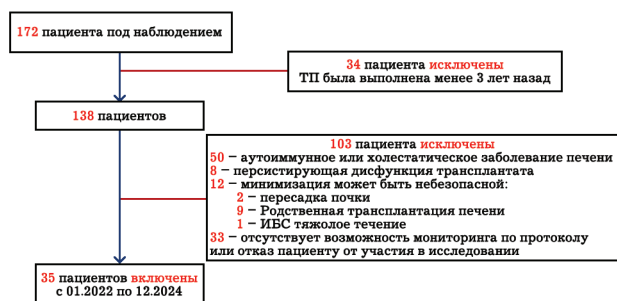 172 пациента под наблюдением
34 пациента исключены
ТП была выполнена менее 3 лет назад
138 пациентов
103 пациента исключены
50 – аутоиммунное или холестатическое заболевание печени
8 – персистирующая дисфункция трансплантата
12 – минимизация может быть небезопасной:
2 – пересадка почки
9 – Родственная трансплантация печени
1 – ИБС тяжолое течение
33 – отсутствует возможность мониторинга по протоколу
или отказ пациенту от участия в исследовании
35 пациентов включены
с 01.2022 по 12.2024